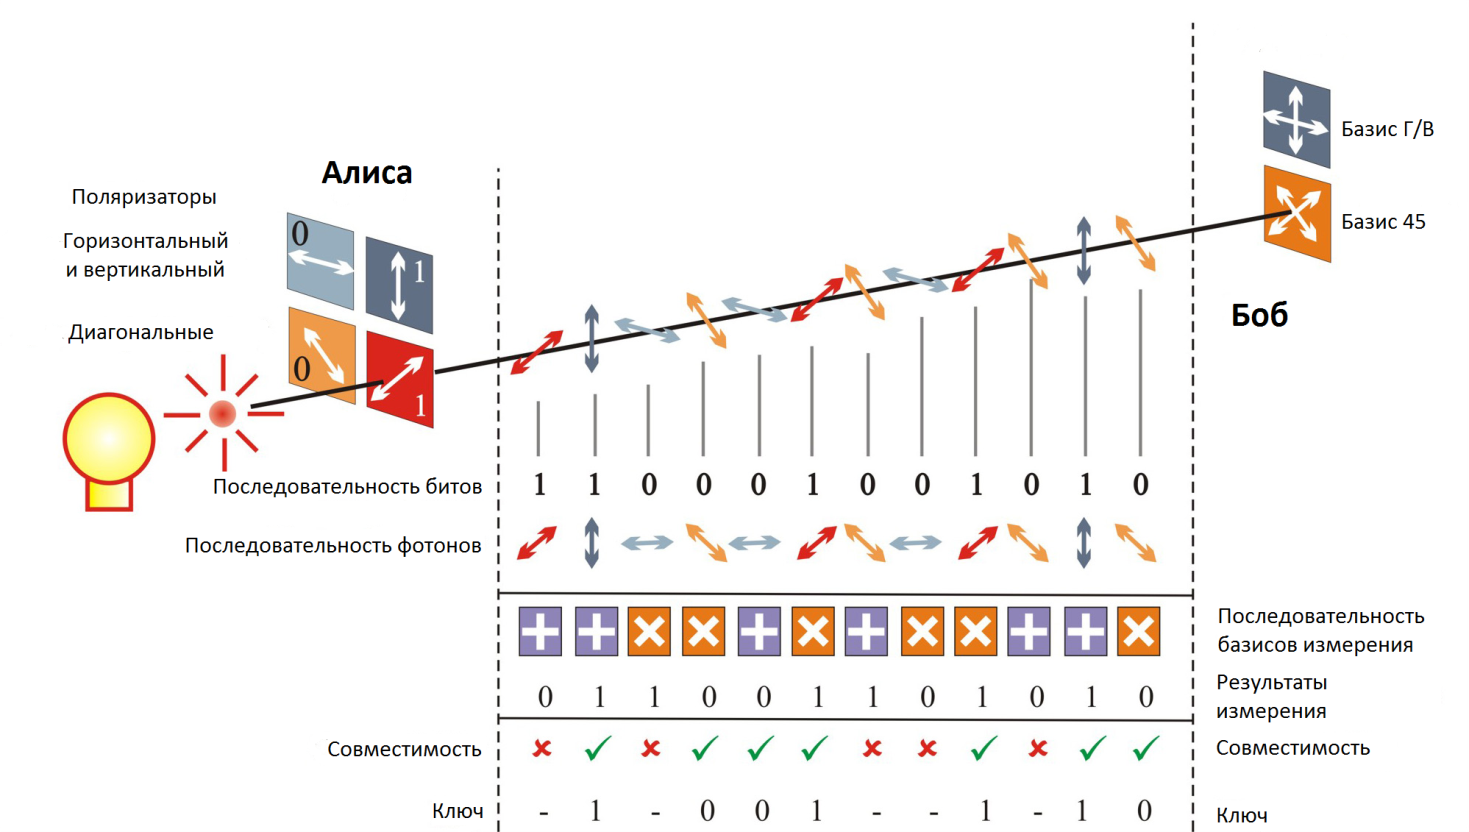 Алиса
Поляризаторы
Горизонтальный
и вертикальный
Диагональные
0
1
0
1
Базис Г/В
Базис 45
Боб
Последовательность битов
1 1 0 0 0 1 0 0 1 0 1 0
Последовательность фотонов
Последовательность
базисов измерения
0 1 1 0 0 1 1 0 1 0 1 0
Результаты
измерения
Совместимость
Совместимость
Ключ
- 1 - 0 0 1 - - 1 - 1 0
Ключ